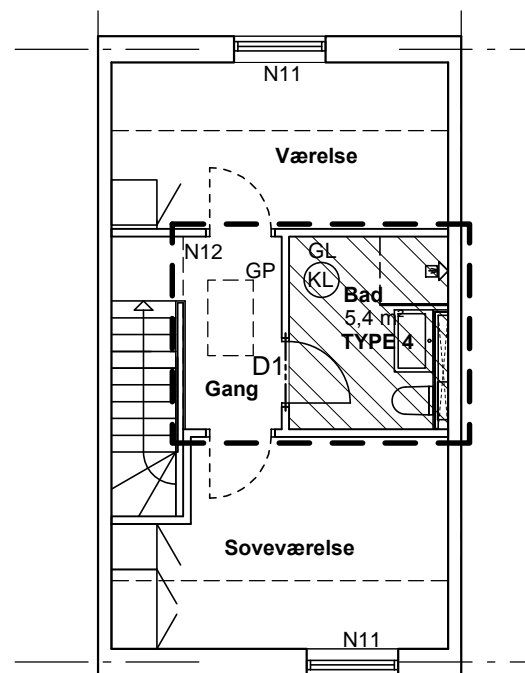 N11
Værelse
N12
GL
GP
KL
Bad
5,4 m²
TYPE 4
D1
Gang
Soveværelse
N11